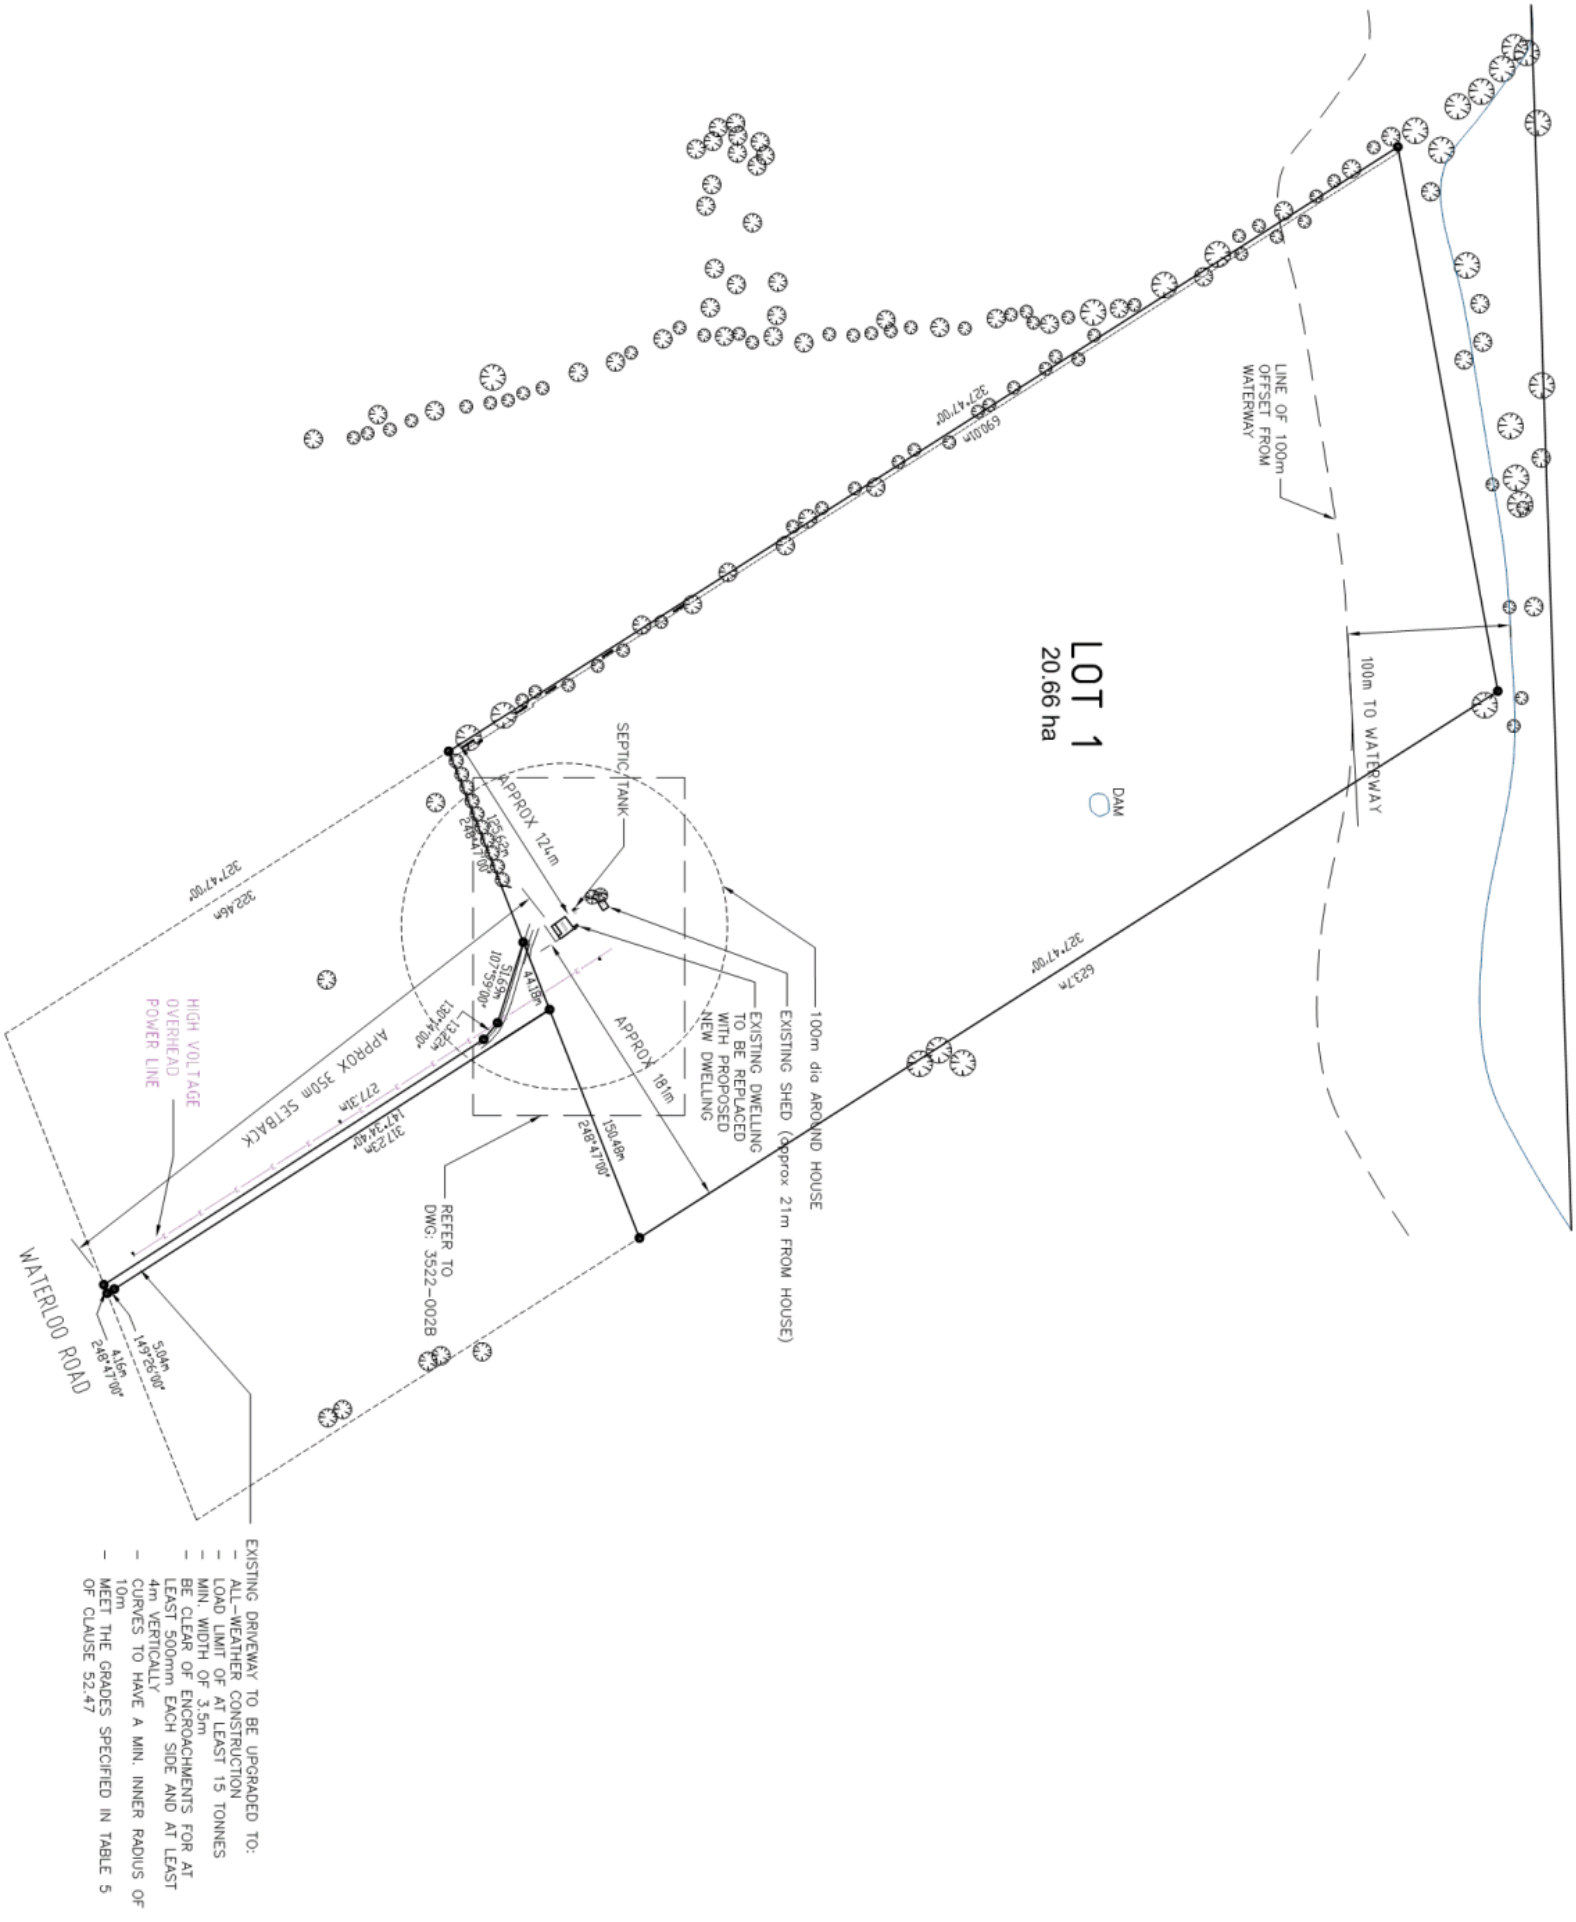 LINE OF 100m
OFFSET FROM
WATERWAY
100m TO WATERWAY
LOT 1
20.66 ha
DAM
327°47'00"
690.01m
327°47'00"
623.7m
SEPTIC TANK
APPROX 124m
125.62m
248°47'00"
100m dia AROUND HOUSE
EXISTING SHED (approx 21m FROM HOUSE)
EXISTING DWELLING
TO BE REPLACED
WITH PROPOSED
NEW DWELLING
44.18m
51.69m
107°59'00"
130°14'00"
13.22m
APPROX 181m
150.48m
248°47'00"
327°47'00"
322.46m
APPROX 350m SETBACK
277.31m
147°34'40"
317.23m
HIGH VOLTAGE
OVERHEAD
POWER LINE
REFER TO
DWG: 3522-002B
WATERLOO ROAD
5.04m
149°26'00"
4.16m
248°47'00"
EXISTING DRIVEWAY TO BE UPGRADED TO:
- ALL-WEATHER CONSTRUCTION
- LOAD LIMIT OF AT LEAST 15 TONNES
- MIN. WIDTH OF 3.5m
- BE CLEAR OF ENCROACHMENTS FOR AT
LEAST 500mm EACH SIDE AND AT LEAST
4m VERTICALLY
- CURVES TO HAVE A MIN. INNER RADIUS OF
10m
- MEET THE GRADES SPECIFIED IN TABLE 5
OF CLAUSE 52.47